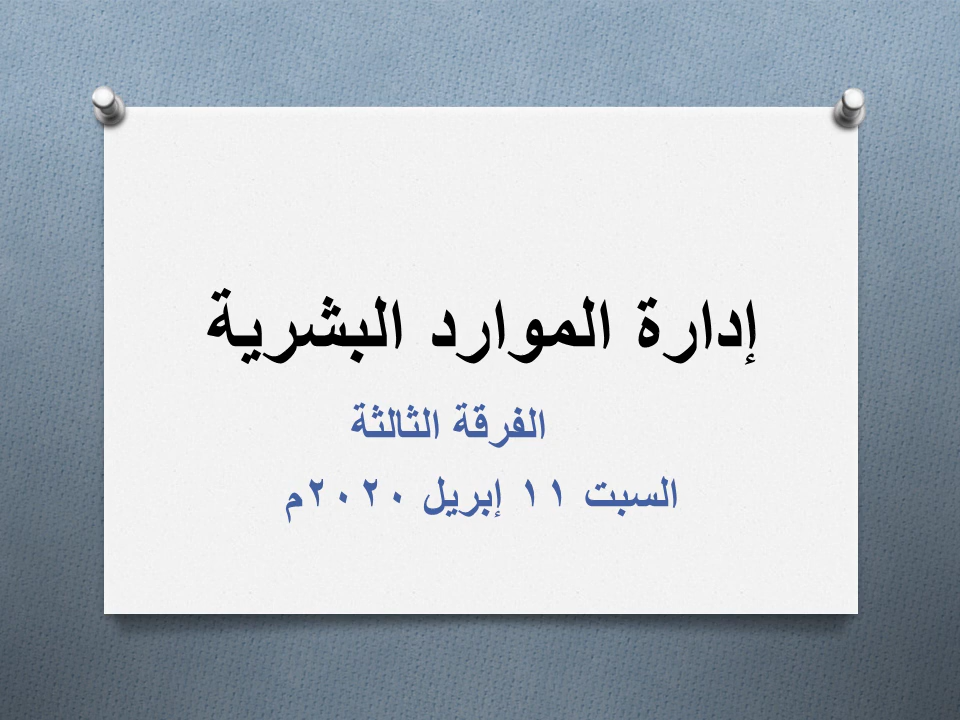 إدارة الموارد البشرية
الفرقة الثالثة
السبت ١١ إبريل ٢٠٢٠م